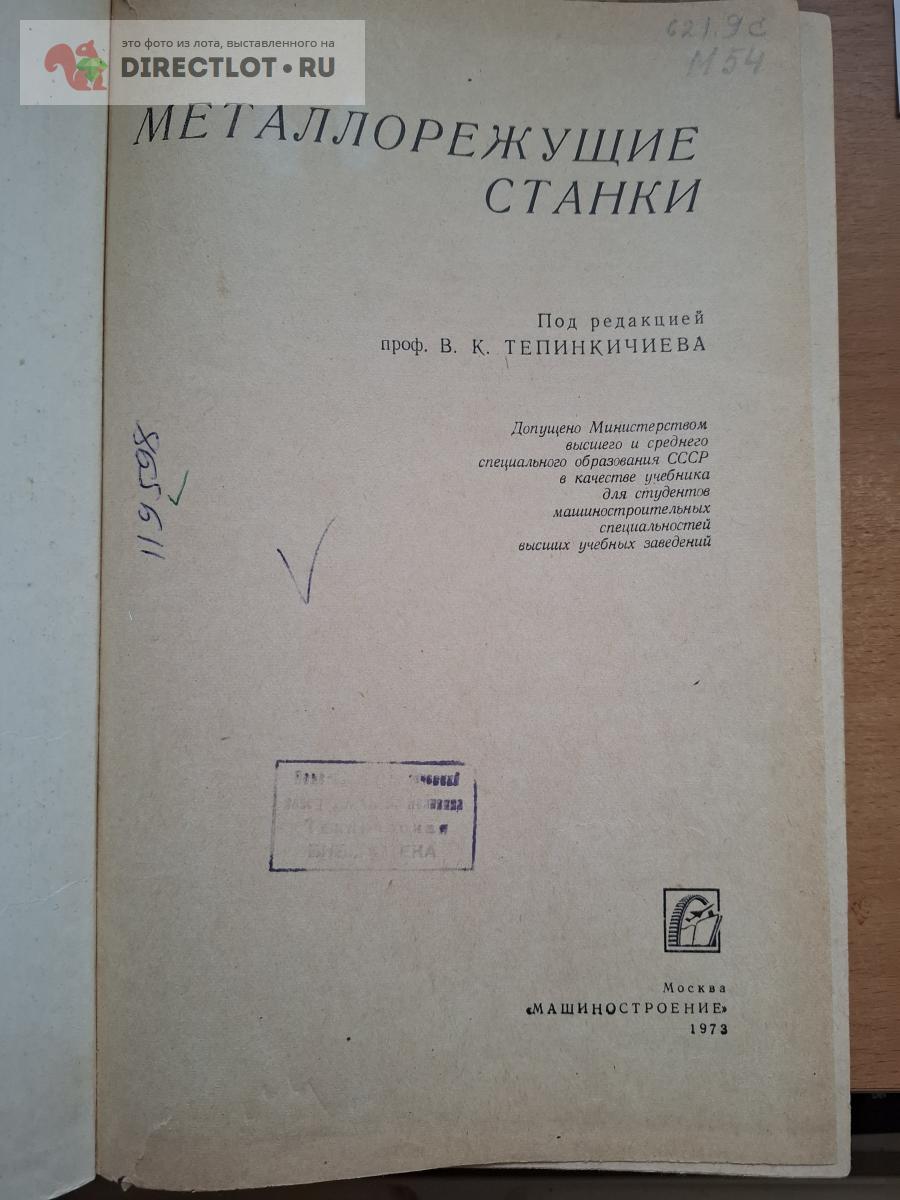 это фото из лота, выставленного на
DIRECTLOT.RU
621.9с
М54
МЕТАЛЛОРЕЖУЩИЕ
СТАНКИ
Под редакцией
проф. В. К. ТЕПИНКИЧИЕВА
Допущено Министерством
высшего и среднего
специального образования СССР
в качестве учебника
для студентов
машиностроительных
специальностей
высших учебных заведений
1196598
Москва
«МАШИНОСТРОЕНИЕ»
1973